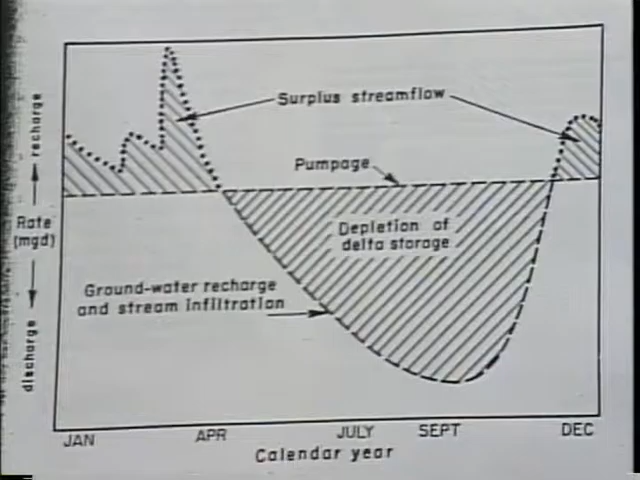 Surplus streamflow
recharge
Pumpage
Rate
(mgd)
Depletion of
delta storage
Ground-water recharge
and stream infiltration
discharge
JAN APR JULY SEPT DEC
Calendar year